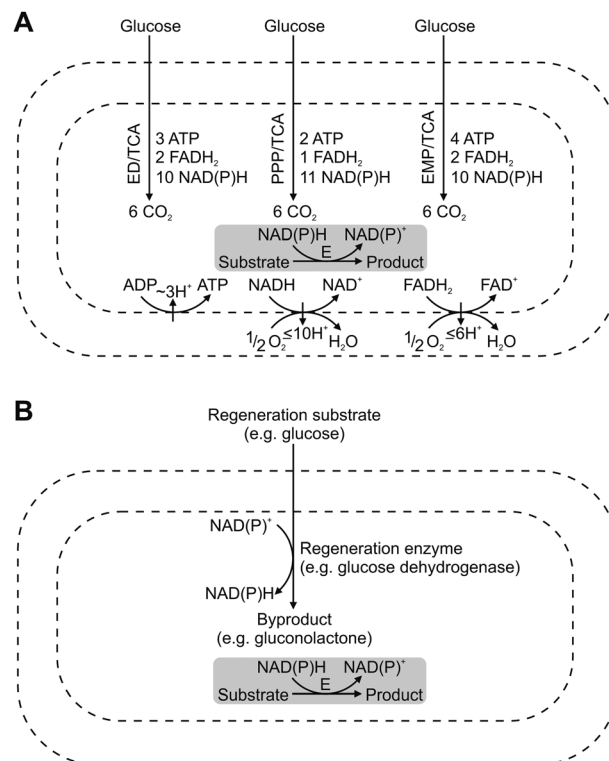 A
Glucose Glucose Glucose
ED/TCA
3 ATP
2 FADH₂
10 NAD(P)H
6 CO₂
PPP/TCA
2 ATP
1 FADH₂
11 NAD(P)H
6 CO₂
EMP/TCA
4 ATP
2 FADH₂
10 NAD(P)H
6 CO₂
NAD(P)H NAD(P)⁺
E
Substrate Product
ADP ~3H⁺ ATP
NADH NAD⁺
1/2 O₂ ≤10H⁺ H₂O
FADH₂ FAD⁺
1/2 O₂ ≤6H⁺ H₂O
B
Regeneration substrate
(e.g. glucose)
NAD(P)⁺
Regeneration enzyme
(e.g. glucose dehydrogenase)
NAD(P)H
Byproduct
(e.g. gluconolactone)
NAD(P)H NAD(P)⁺
E
Substrate Product